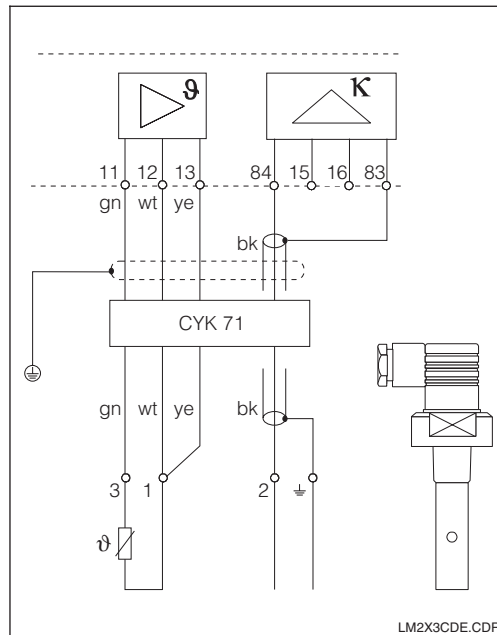 ϑ κ
11 12 13 84 15 16 83
gn wt ye
bk
CYK 71
gn wt ye bk
3 1 2
ϑ
LM2X3CDE.CDR